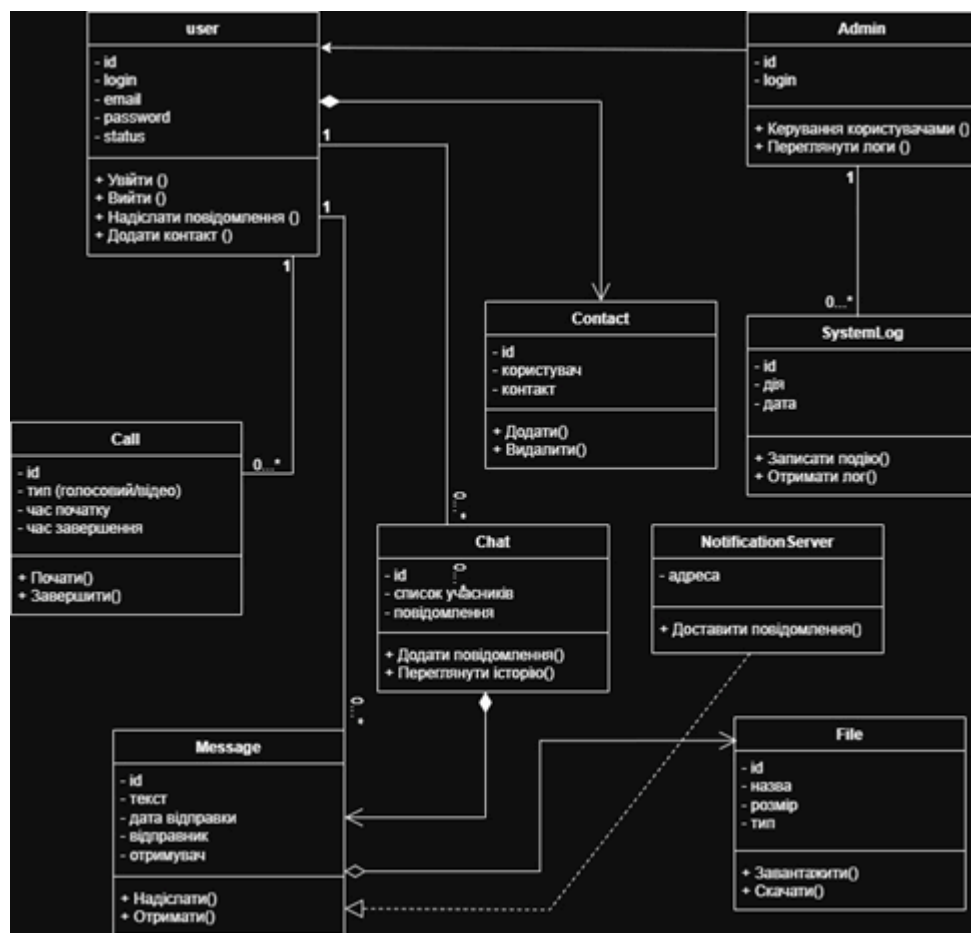 user
- id
- login
- email
- password
- status
+ Увійти ()
+ Вийти ()
+ Надіслати повідомлення ()
+ Додати контакт ()
Admin
- id
- login
+ Керування користувачами ()
+ Переглянути логи ()
1
1
1
1
0...*
Contact
- id
- користувач
- контакт
+ Додати()
+ Видалити()
SystemLog
- id
- дія
- дата
+ Записати подію()
+ Отримати лог()
Call
- id
- тип (голосовий/відео)
- час початку
- час завершення
+ Почати()
+ Завершити()
0...*
0...*
Chat
- id
- список учасників
- повідомлення
+ Додати повідомлення()
+ Переглянути історію()
0...*
NotificationServer
- адреса
+ Доставити повідомлення()
0...*
Message
- id
- текст
- дата відправки
- відправник
- отримувач
+ Надіслати()
+ Отримати()
File
- id
- назва
- розмір
- тип
+ Завантажити()
+ Скачати()